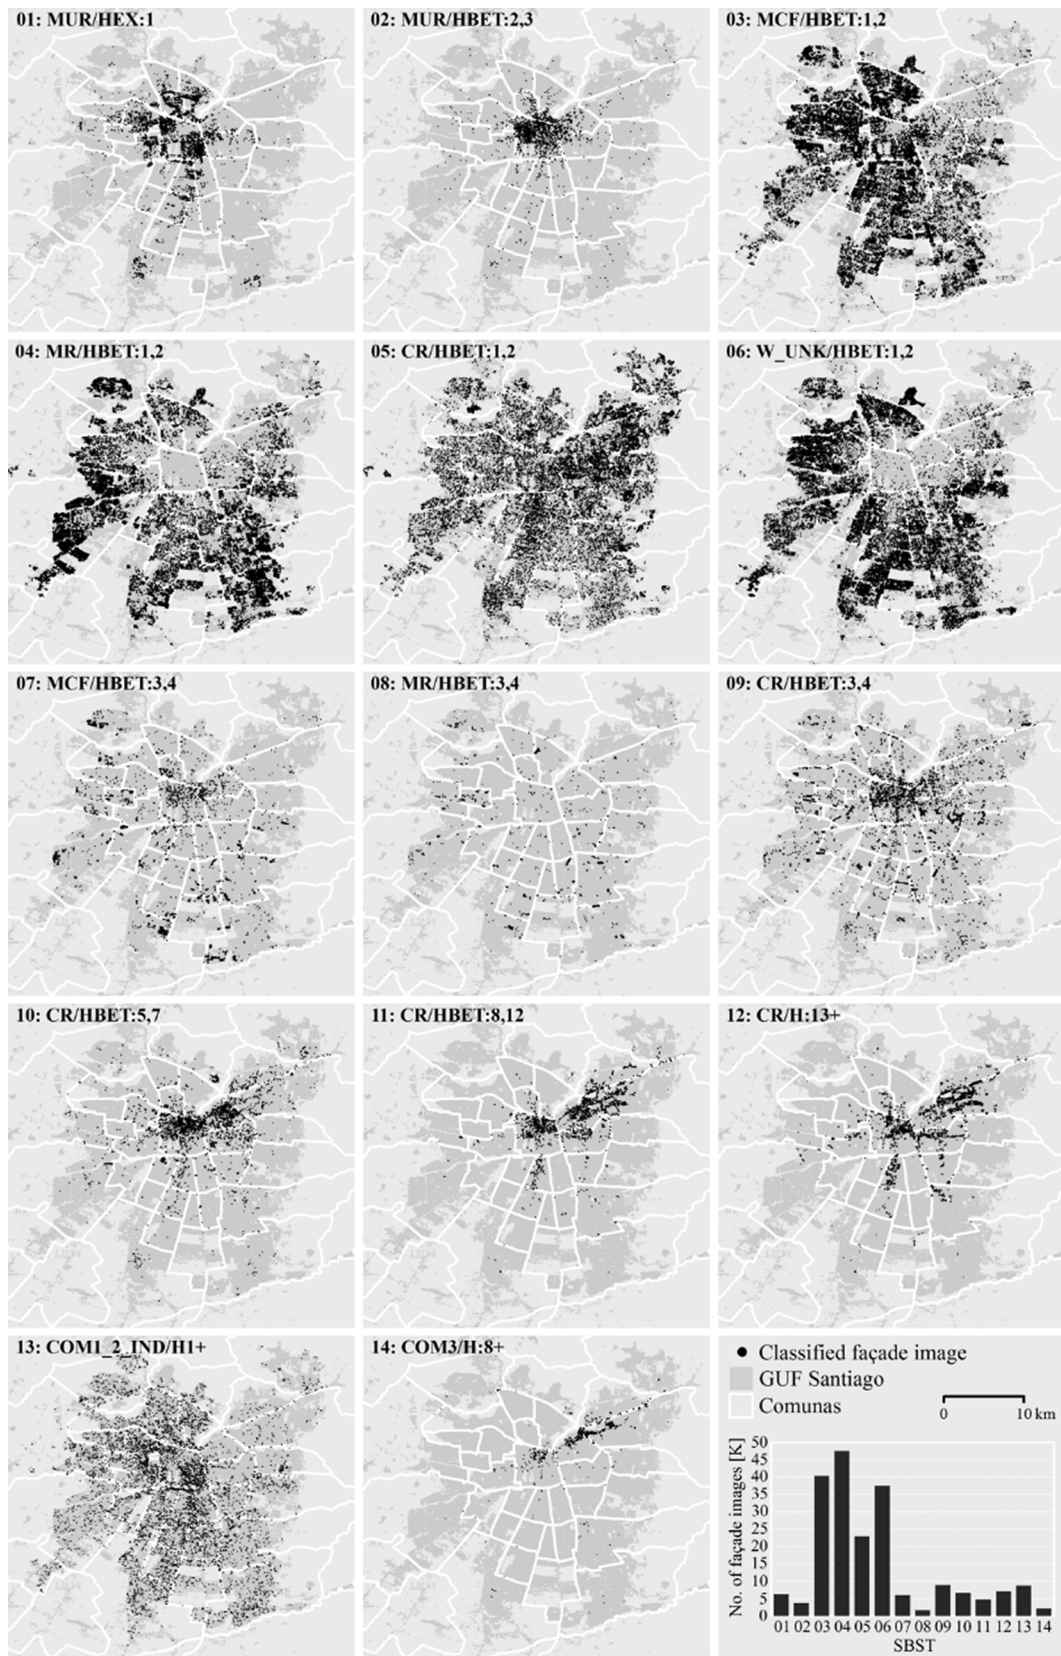 01: MUR/HEX:1
02: MUR/HBET:2,3
03: MCF/HBET:1,2
04: MR/HBET:1,2
05: CR/HBET:1,2
06: W_UNK/HBET:1,2
07: MCF/HBET:3,4
08: MR/HBET:3,4
09: CR/HBET:3,4
10: CR/HBET:5,7
11: CR/HBET:8,12
12: CR/H:13+
13: COM1_2_IND/H1+
14: COM3/H:8+
Classified façade image
GUF Santiago
Comunas
0 10 km
No. of façade images [K]
50
45
40
35
30
25
20
15
10
5
0
01 02 03 04 05 06 07 08 09 10 11 12 13 14
SBST